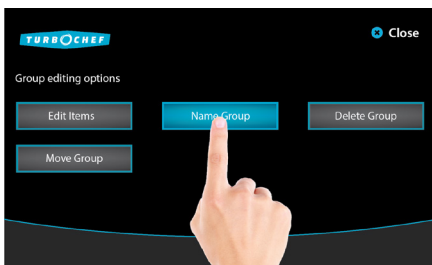 TURBOCHEF
Close
Group editing options
Edit Items
Name Group
Delete Group
Move Group